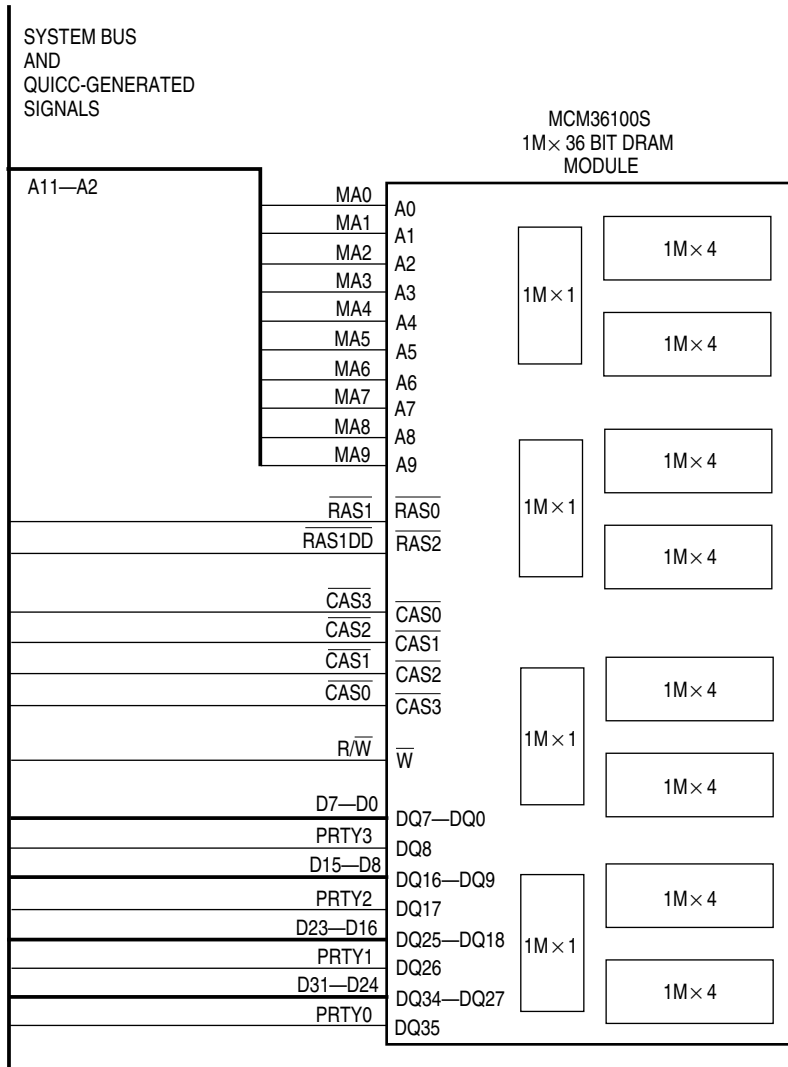 SYSTEM BUS
AND
QUICC-GENERATED
SIGNALS
MCM36100S
1M× 36 BIT DRAM
MODULE
A11—A2
MA0
A0
MA1
A1
MA2
A2
MA3
A3
MA4
A4
MA5
A5
MA6
A6
MA7
A7
MA8
A8
MA9
A9
RAS1
RAS0
RAS1DD
RAS2
CAS3
CAS0
CAS2
CAS1
CAS1
CAS2
CAS0
CAS3
R/W
W
D7—D0
DQ7—DQ0
PRTY3
DQ8
D15—D8
DQ16—DQ9
PRTY2
DQ17
D23—D16
DQ25—DQ18
PRTY1
DQ26
D31—D24
DQ34—DQ27
PRTY0
DQ35
1M×1
1M×4
1M×4
1M×1
1M×4
1M×4
1M×1
1M×4
1M×4
1M×1
1M×4
1M×4